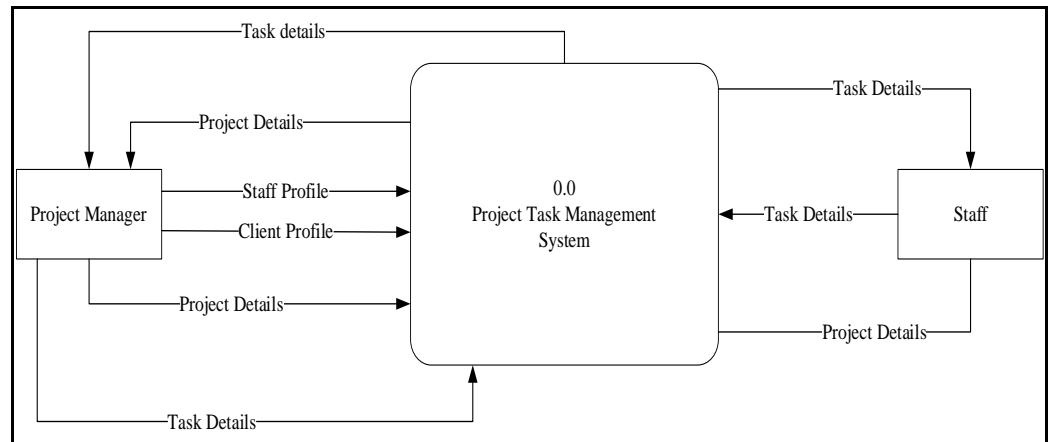 Task details
Task Details
Project Details
0.0
Staff Profile
Project Manager
Project Task Management
Task Details
Staff
Client Profile
System
Project Details
Project Details
Task Details